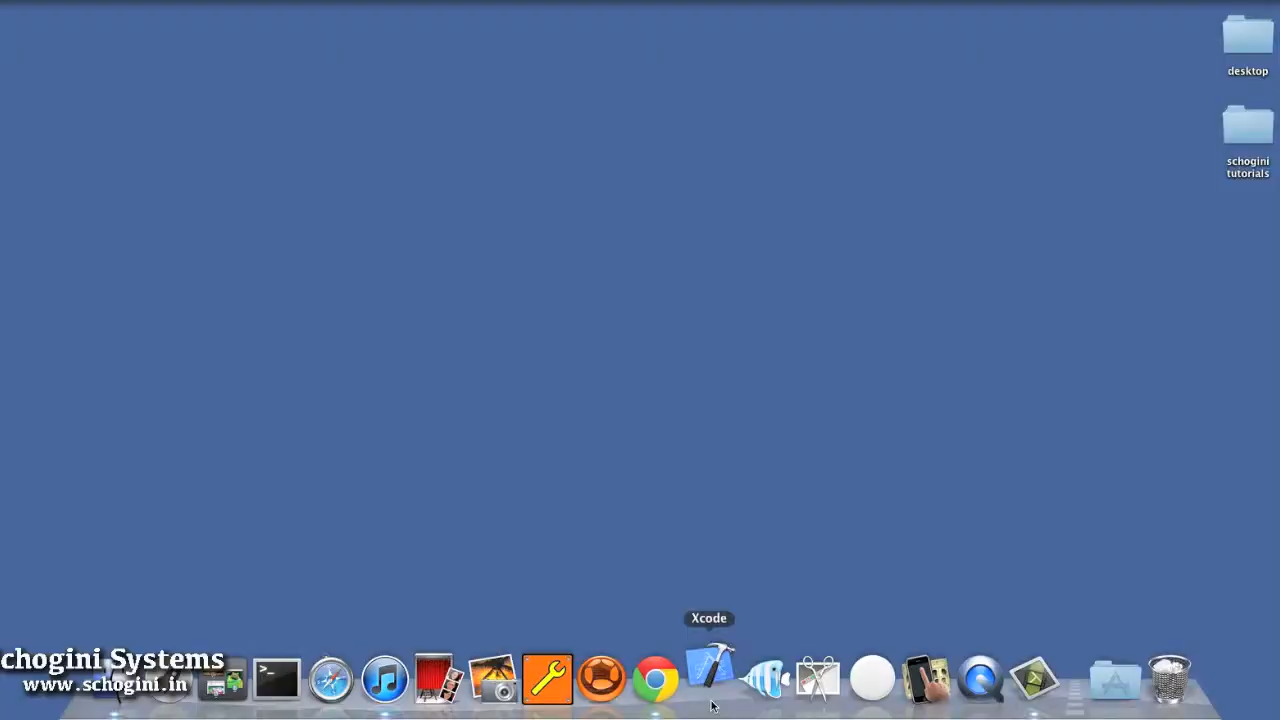 desktop
schogini
tutorials
Xcode
chogini Systems
www.schogini.in